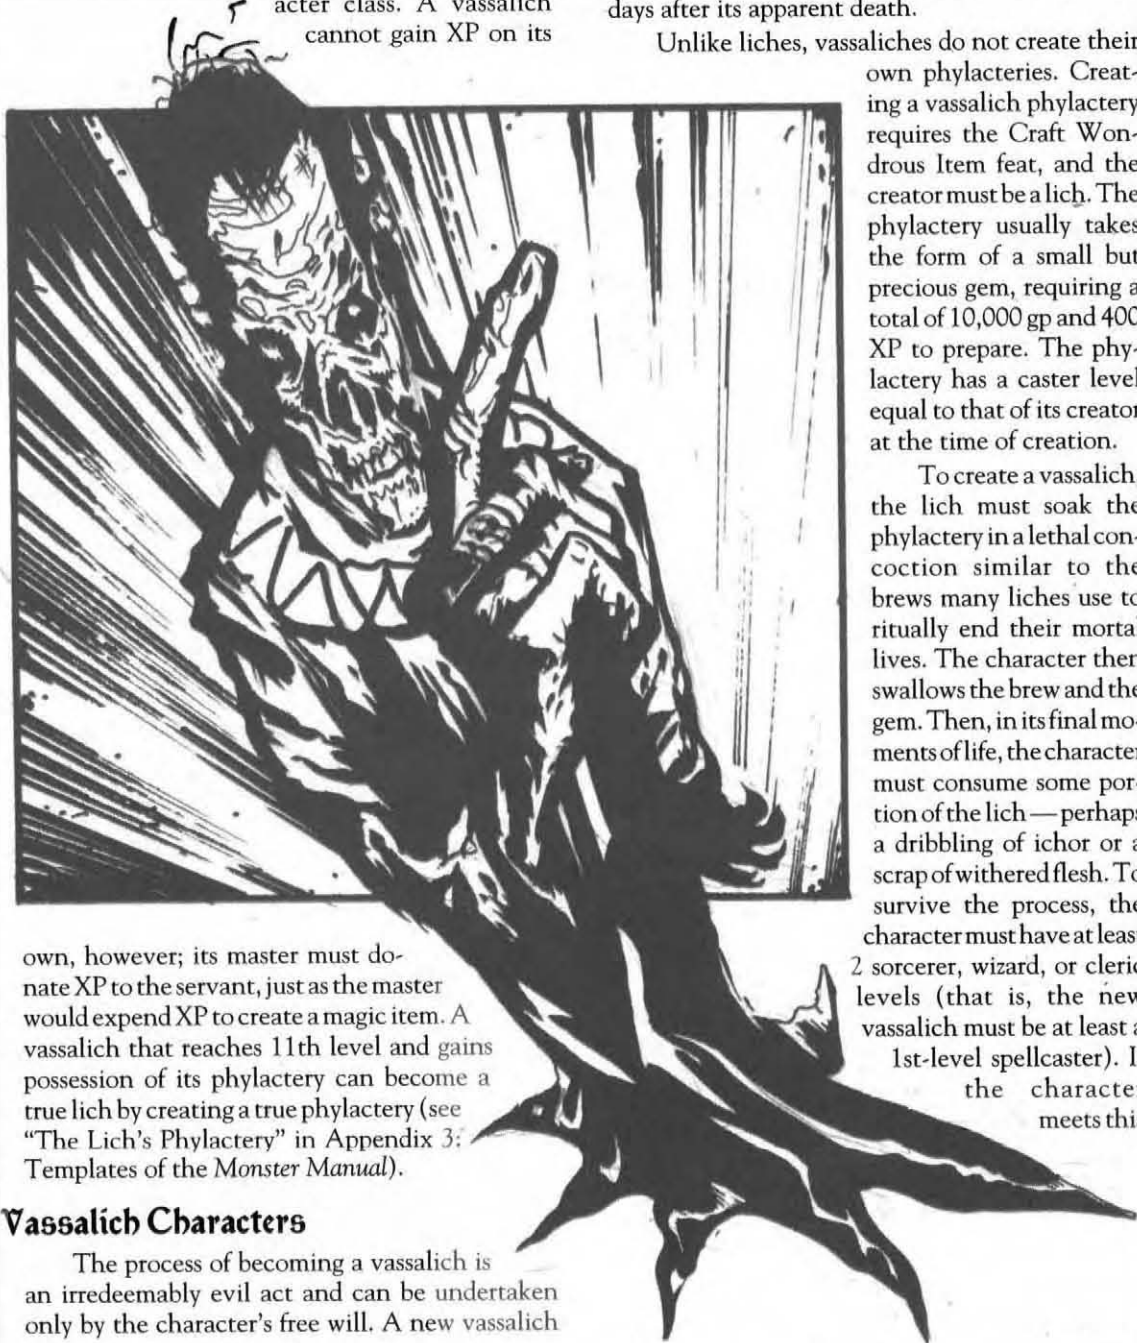 acter class. A vassalich
cannot gain XP on its
own, however; its master must do-
nate XP to the servant, just as the master
would expend XP to create a magic item. A
vassalich that reaches 11th level and gains
possession of its phylactery can become a
true lich by creating a true phylactery (see
"The Lich's Phylactery" in Appendix 3:
Templates of the Monster Manual).
Vassalich Characters
The process of becoming a vassalich is
an irredeemably evil act and can be undertaken
only by the character's free will. A new vassalich
days after its apparent death.
Unlike liches, vassaliches do not create their
own phylacteries. Creat-
ing a vassalich phylactery
requires the Craft Won-
drous Item feat, and the
creator must be a lich. The
phylactery usually takes
the form of a small but
precious gem, requiring a
total of 10,000 gp and 400
XP to prepare. The phy-
lactery has a caster level
equal to that of its creator
at the time of creation.
To create a vassalich,
the lich must soak the
phylactery in a lethal con-
coction similar to the
brews many liches use to
ritually end their mortal
lives. The character then
swallows the brew and the
gem. Then, in its final mo-
ments of life, the character
must consume some por-
tion of the lich — perhaps
a dribbling of ichor or a
scrap of withered flesh. To
survive the process, the
character must have at least
2 sorcerer, wizard, or cleric
levels (that is, the new
vassalich must be at least a
1st-level spellcaster). I
the character
meets this